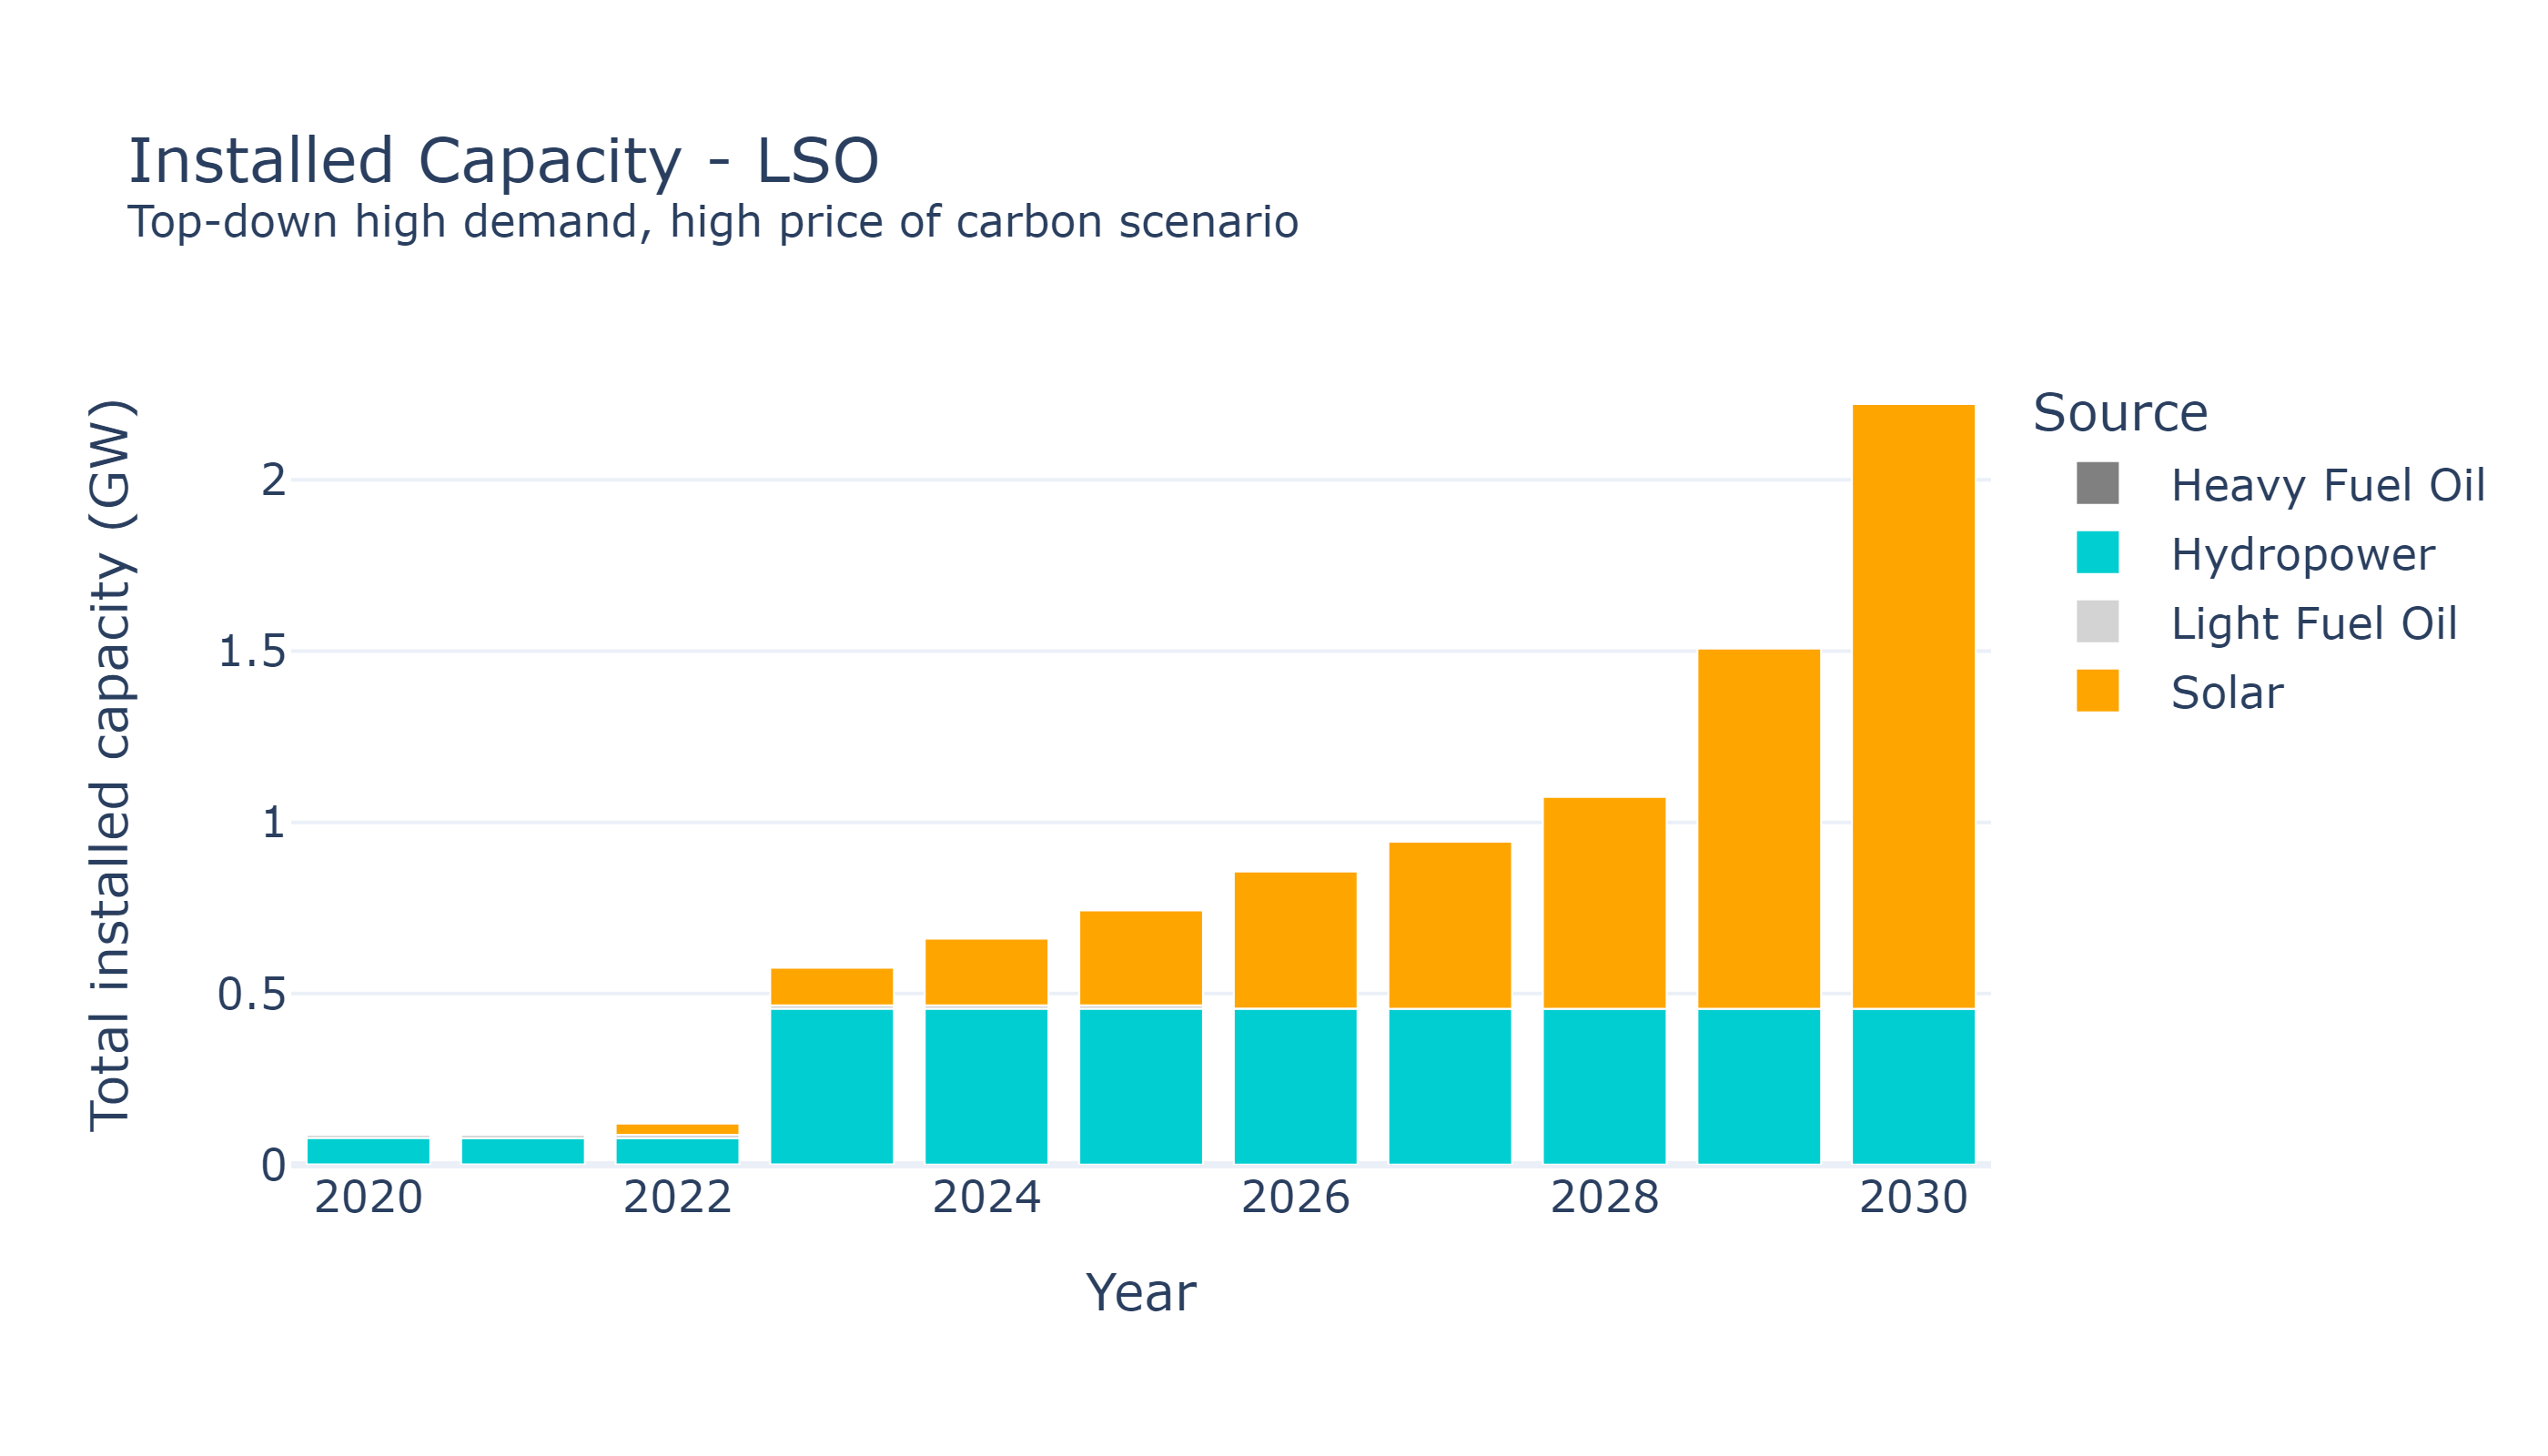 Installed Capacity - LSO
Top-down high demand, high price of carbon scenario
Total installed capacity (GW)
2
1.5
1
0.5
0
2020
2022
2024
2026
2028
2030
Year
Source
Heavy Fuel Oil
Hydropower
Light Fuel Oil
Solar